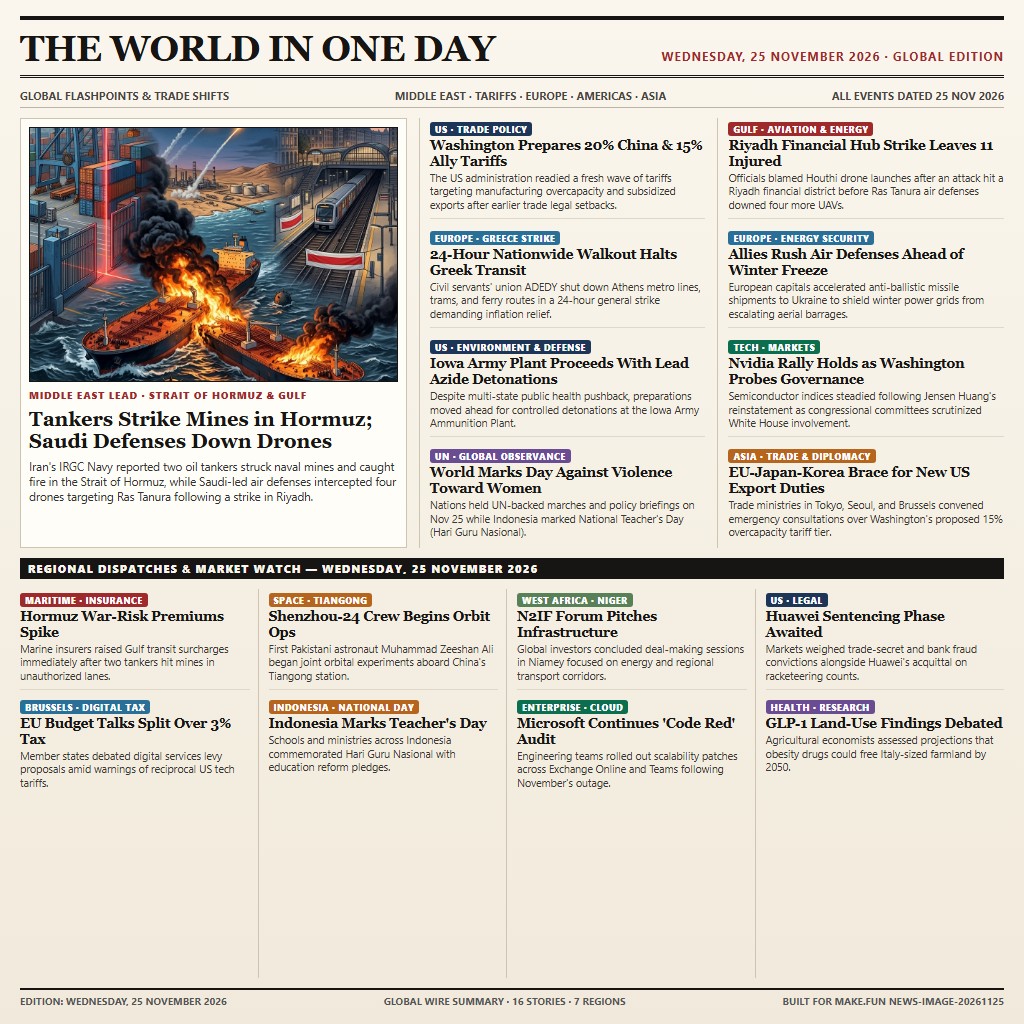 THE WORLD IN ONE DAY
WEDNESDAY, 25 NOVEMBER 2026 · GLOBAL EDITION
GLOBAL FLASHPOINTS & TRADE SHIFTS
MIDDLE EAST · TARIFFS · EUROPE · AMERICAS · ASIA
ALL EVENTS DATED 25 NOV 2026
MIDDLE EAST LEAD · STRAIT OF HORMUZ & GULF
Tankers Strike Mines in Hormuz;
Saudi Defenses Down Drones
Iran's IRGC Navy reported two oil tankers struck naval mines and caught
fire in the Strait of Hormuz, while Saudi-led air defenses intercepted four
drones targeting Ras Tanura following a strike in Riyadh.
US · TRADE POLICY
Washington Prepares 20% China & 15%
Ally Tariffs
The US administration readied a fresh wave of tariffs
targeting manufacturing overcapacity and subsidized
exports after earlier trade legal setbacks.
EUROPE · GREECE STRIKE
24-Hour Nationwide Walkout Halts
Greek Transit
Civil servants' union ADEDY shut down Athens metro lines,
trams, and ferry routes in a 24-hour general strike
demanding inflation relief.
US · ENVIRONMENT & DEFENSE
Iowa Army Plant Proceeds With Lead
Azide Detonations
Despite multi-state public health pushback, preparations
moved ahead for controlled detonations at the Iowa Army
Ammunition Plant.
UN · GLOBAL OBSERVANCE
World Marks Day Against Violence
Toward Women
Nations held UN-backed marches and policy briefings on
Nov 25 while Indonesia marked National Teacher's Day
(Hari Guru Nasional).
GULF · AVIATION & ENERGY
Riyadh Financial Hub Strike Leaves 11
Injured
Officials blamed Houthi drone launches after an attack hit a
Riyadh financial district before Ras Tanura air defenses
downed four more UAVs.
EUROPE · ENERGY SECURITY
Allies Rush Air Defenses Ahead of
Winter Freeze
European capitals accelerated anti-ballistic missile
shipments to Ukraine to shield winter power grids from
escalating aerial barrages.
TECH · MARKETS
Nvidia Rally Holds as Washington
Probes Governance
Semiconductor indices steadied following Jensen Huang's
reinstatement as congressional committees scrutinized
White House involvement.
ASIA · TRADE & DIPLOMACY
EU-Japan-Korea Brace for New US
Export Duties
Trade ministries in Tokyo, Seoul, and Brussels convened
emergency consultations over Washington's proposed 15%
overcapacity tariff tier.
REGIONAL DISPATCHES & MARKET WATCH — WEDNESDAY, 25 NOVEMBER 2026
MARITIME · INSURANCE
Hormuz War-Risk Premiums
Spike
Marine insurers raised Gulf transit surcharges
immediately after two tankers hit mines in
unauthorized lanes.
BRUSSELS · DIGITAL TAX
EU Budget Talks Split Over 3%
Tax
Member states debated digital services levy
proposals amid warnings of reciprocal US tech
tariffs.
SPACE · TIANGONG
Shenzhou-24 Crew Begins Orbit
Ops
First Pakistani astronaut Muhammad Zeeshan Ali
began joint orbital experiments aboard China's
Tiangong station.
INDONESIA · NATIONAL DAY
Indonesia Marks Teacher's Day
Schools and ministries across Indonesia
commemorated Hari Guru Nasional with
education reform pledges.
WEST AFRICA · NIGER
N2IF Forum Pitches
Infrastructure
Global investors concluded deal-making sessions
in Niamey focused on energy and regional
transport corridors.
ENTERPRISE · CLOUD
Microsoft Continues 'Code Red'
Audit
Engineering teams rolled out scalability patches
across Exchange Online and Teams following
November's outage.
US · LEGAL
Huawei Sentencing Phase
Awaited
Markets weighed trade-secret and bank fraud
convictions alongside Huawei's acquittal on
racketeering counts.
HEALTH · RESEARCH
GLP-1 Land-Use Findings Debated
Agricultural economists assessed projections that
obesity drugs could free Italy-sized farmland by
2050.
EDITION: WEDNESDAY, 25 NOVEMBER 2026
GLOBAL WIRE SUMMARY · 16 STORIES · 7 REGIONS
BUILT FOR MAKE.FUN NEWS-IMAGE-20261125